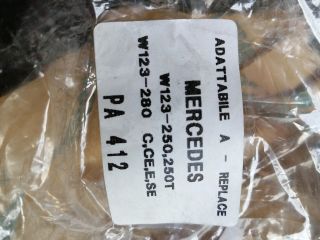 ADATTABILE A - REPLACE
MERCEDES
W123-250,250T
W123-280 C,CE,E,SE
PA 412